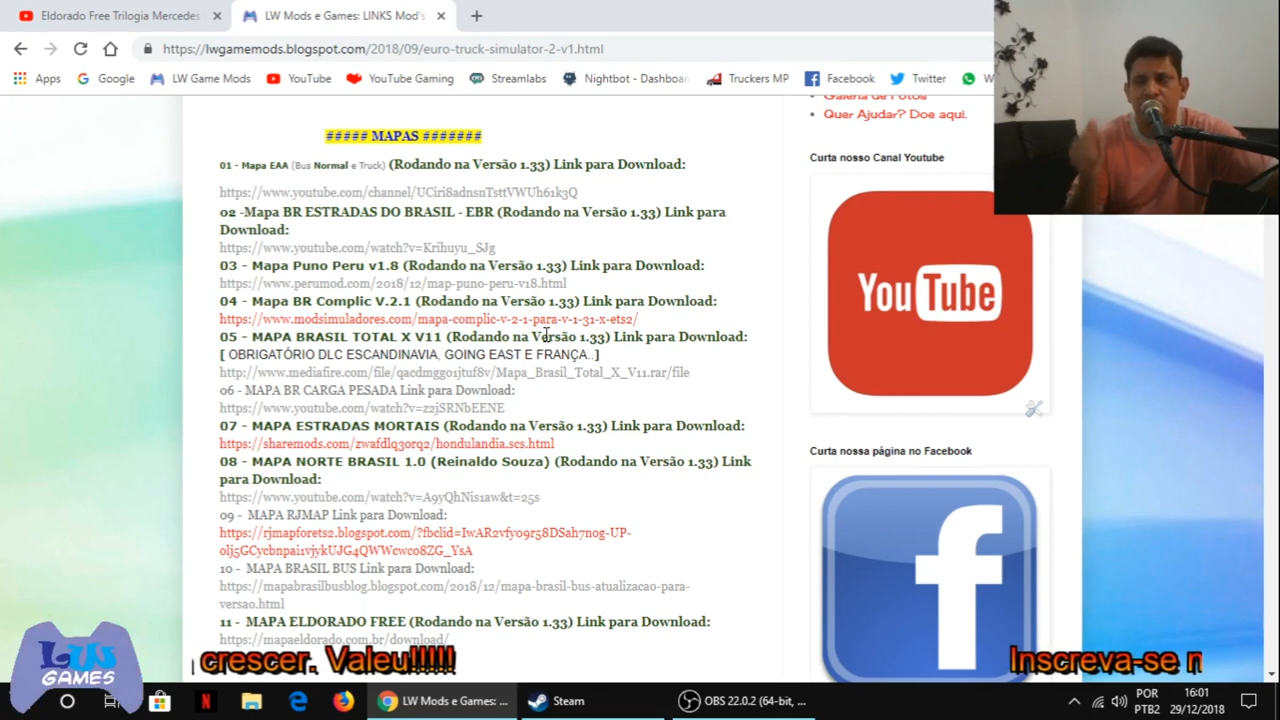 Eldorado Free Trilogia Mercedes
LW Mods e Games: LINKS Mod's
https://lwgamemods.blogspot.com/2018/09/euro-truck-simulator-2-v1.html
Apps
Google
LW Game Mods
YouTube
YouTube Gaming
Streamlabs
Nightbot - Dashboar
Truckers MP
Facebook
Twitter
##### MAPAS #######
01 - Mapa EAA (Bus Normal e Truck) (Rodando na Versão 1.33) Link para Download:
https://www.youtube.com/channel/UCiri8adnsnTsttVWUh61k3Q
02 -Mapa BR ESTRADAS DO BRASIL - EBR (Rodando na Versão 1.33) Link para
Download:
https://www.youtube.com/watch?v=Krihuyu_SJg
03 - Mapa Puno Peru v1.8 (Rodando na Versão 1.33) Link para Download:
https://www.perumod.com/2018/12/map-puno-peru-v18.html
04 - Mapa BR Complic V.2.1 (Rodando na Versão 1.33) Link para Download:
https://www.modsimuladores.com/mapa-complic-v-2-1-para-v-1-31-x-ets2/
05 - MAPA BRASIL TOTAL X V11 (Rodando na Versão 1.33) Link para Download:
[ OBRIGATÓRIO DLC ESCANDINAVIA, GOING EAST E FRANÇA..]
http://www.mediafire.com/file/qacdmgg01jtuf8v/Mapa_Brasil_Total_X_V11.rar/file
06 - MAPA BR CARGA PESADA Link para Download:
https://www.youtube.com/watch?v=z2jSRNbEENE
07 - MAPA ESTRADAS MORTAIS (Rodando na Versão 1.33) Link para Download:
https://sharemods.com/zwafdlq3orq2/hondulandia.scs.html
08 - MAPA NORTE BRASIL 1.0 (Reinaldo Souza) (Rodando na Versão 1.33) Link
para Download:
https://www.youtube.com/watch?v=A9yQhNis1aw&t=25s
09 - MAPA RJMAP Link para Download:
https://rjmapforets2.blogspot.com/?fbclid=IwAR2vfyo9r58DSah7nog-UP-
olj5GCycbnpai1vjykUJG4QWWcwco8ZG_YsA
10 - MAPA BRASIL BUS Link para Download:
https://mapabrasilbusblog.blogspot.com/2018/12/mapa-brasil-bus-atualizacao-para-
versao.html
11 - MAPA ELDORADO FREE (Rodando na Versão 1.33) Link para Download:
https://mapaeldorado.com.br/download/
Galeria de Fotos
Quer Ajudar? Doe aqui.
Curta nosso Canal Youtube
YouTube
Curta nossa página no Facebook
crescer. Valeu!!!!!
Inscreva-se n
LW
GAMES
LW Mods e Games: ...
Steam
OBS 22.0.2 (64-bit, ...
POR
PTB2
16:01
29/12/2018